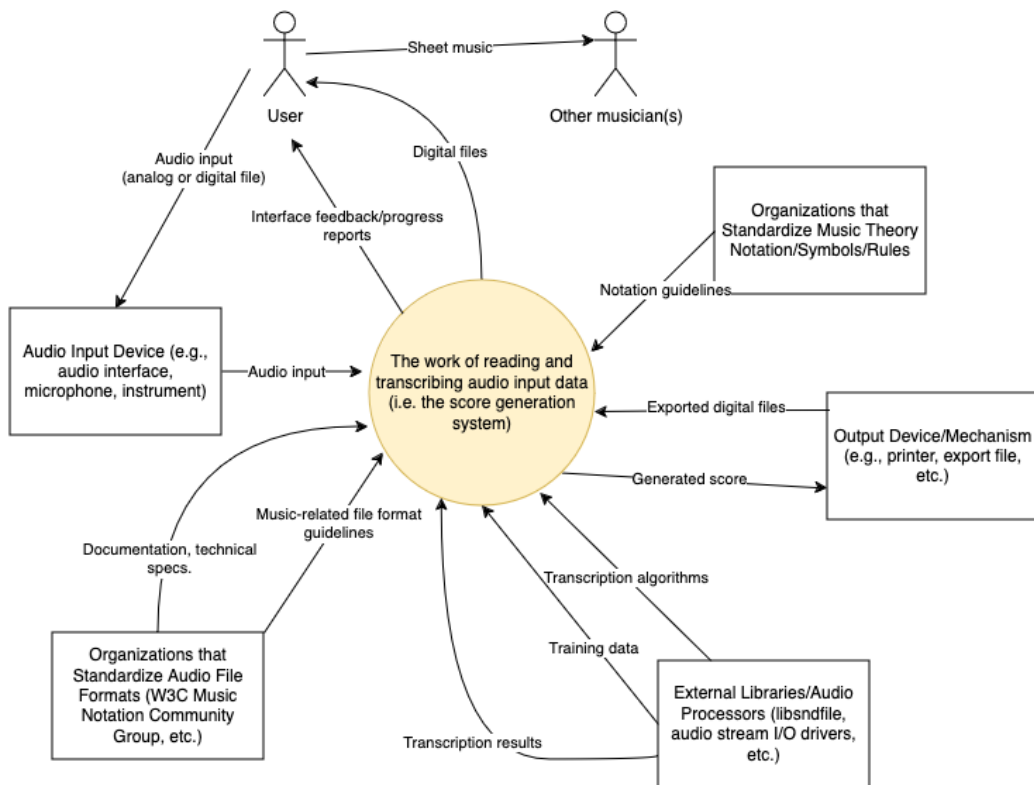 Sheet music
User
Other musician(s)
Digital files
Audio input
(analog or digital file)
Interface feedback/progress
reports
Organizations that
Standardize Music Theory
Notation/Symbols/Rules
Notation guidelines
Audio Input Device (e.g.,
audio interface,
microphone, instrument)
Audio input
The work of reading and
transcribing audio input data
(i.e. the score generation
system)
Exported digital files
Output Device/Mechanism
(e.g., printer, export file,
etc.)
Generated score
Music-related file format
guidelines
Documentation, technical
specs.
Transcription algorithms
Training data
Organizations that
Standardize Audio File
Formats (W3C Music
Notation Community
Group, etc.)
External Libraries/Audio
Processors (libsndfile,
audio stream I/O drivers,
etc.)
Transcription results